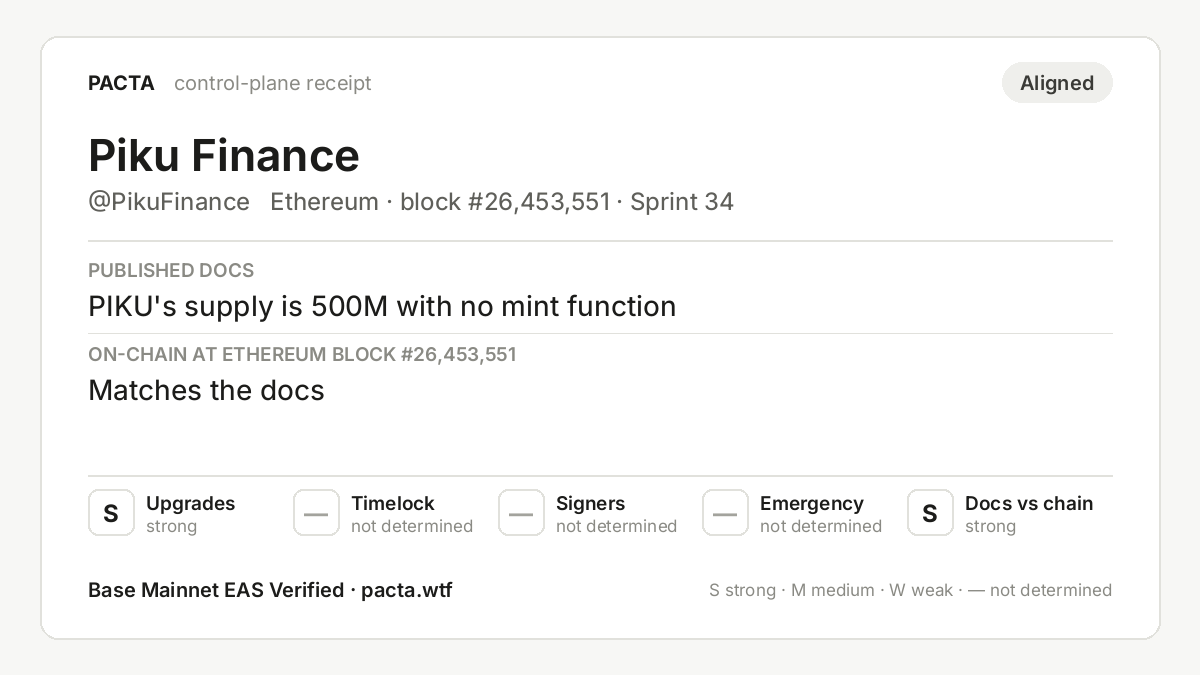 PACTA control-plane receipt Aligned
Piku Finance
@PikuFinance Ethereum · block #26,453,551 · Sprint 34
PUBLISHED DOCS
PIKU's supply is 500M with no mint function
ON-CHAIN AT ETHEREUM BLOCK #26,453,551
Matches the docs
S Upgrades — Timelock — Signers — Emergency S Docs vs chain
strong not determined not determined not determined strong
Base Mainnet EAS Verified · pacta.wtf S strong · M medium · W weak · — not determined